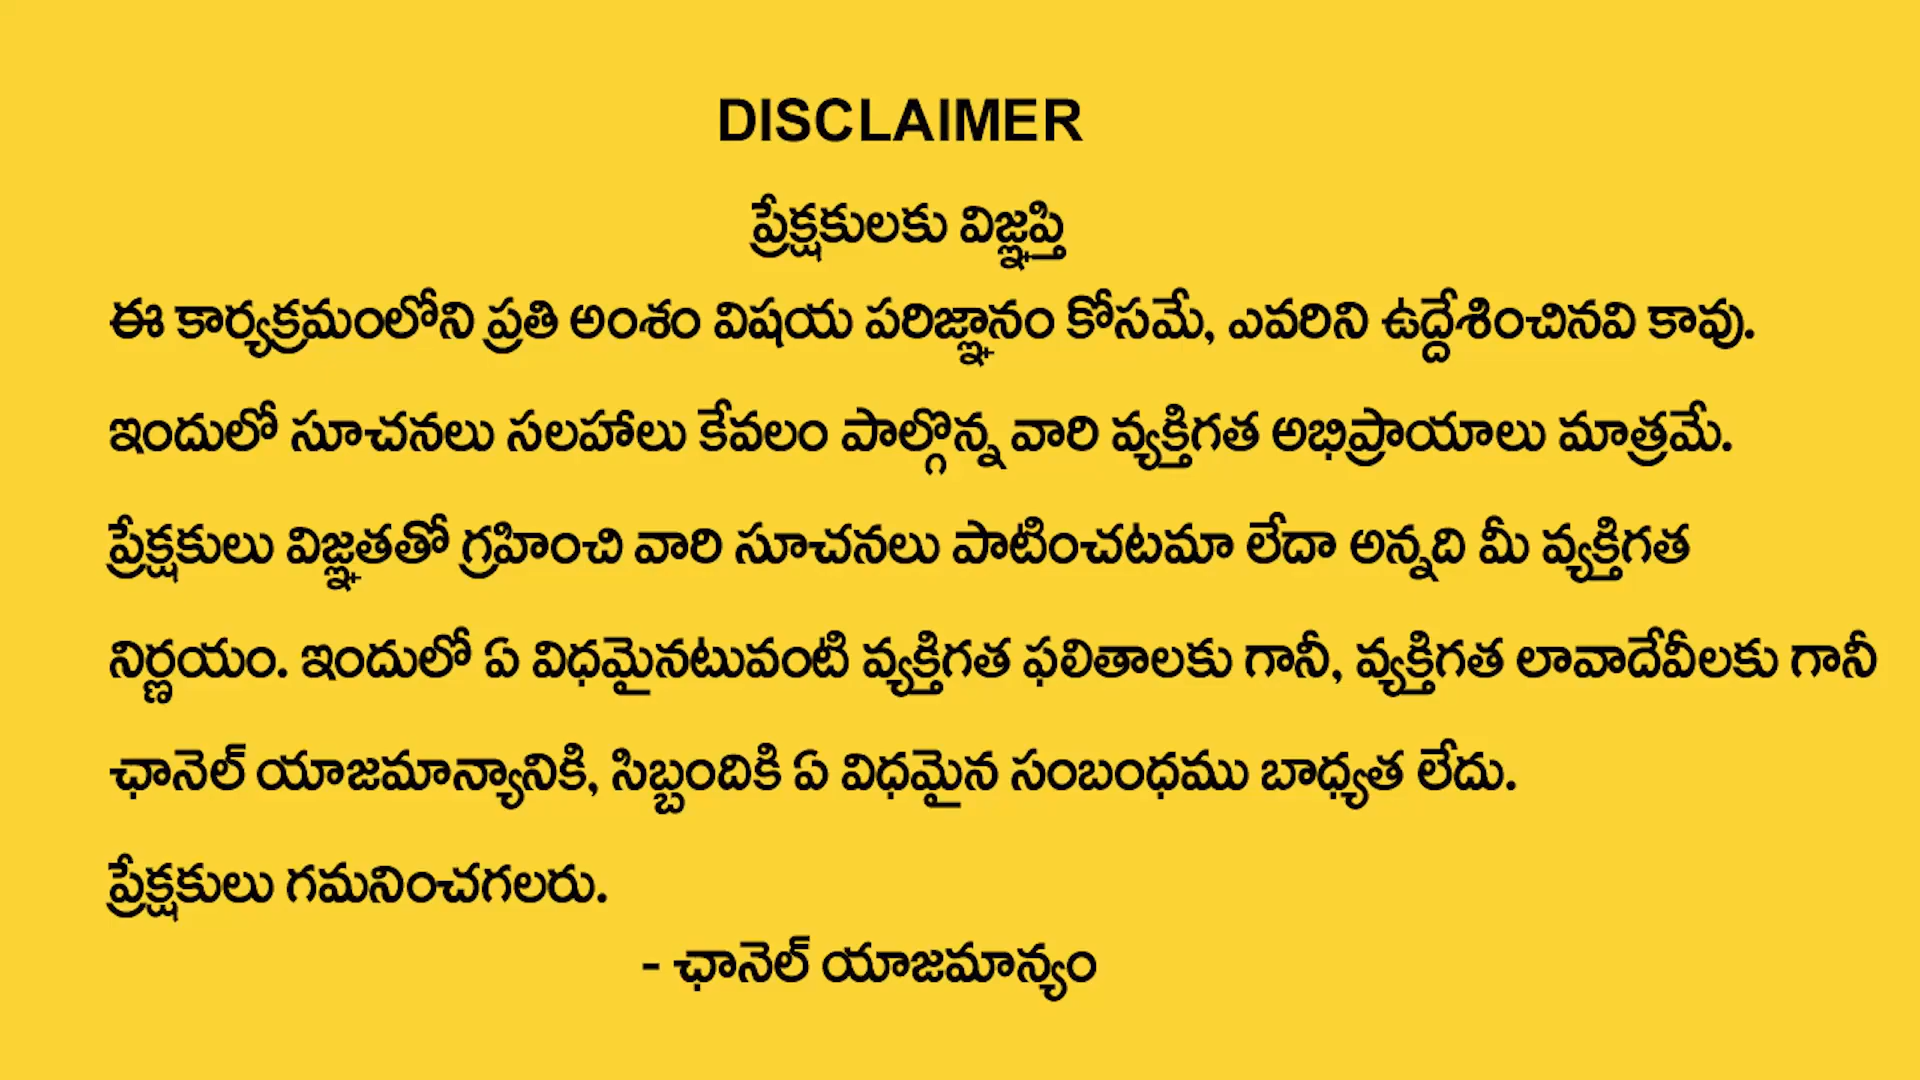 DISCLAIMER
ప్రేక్షకులకు విజ్ఞప్తి
ఈ కార్యక్రమంలోని ప్రతి అంశం విషయ పరిజ్ఞానం కోసమే, ఎవరిని ఉద్దేశించినవి కావు.
ఇందులో సూచనలు సలహాలు కేవలం పాల్గొన్న వారి వ్యక్తిగత అభిప్రాయాలు మాత్రమే.
ప్రేక్షకులు విజ్ఞతతో గ్రహించి వారి సూచనలు పాటించటమా లేదా అన్నది మీ వ్యక్తిగత
నిర్ణయం. ఇందులో ఏ విధమైనటువంటి వ్యక్తిగత ఫలితాలకు గానీ, వ్యక్తిగత లావాదేవీలకు గానీ
ఛానెల్ యాజమాన్యానికి, సిబ్బందికి ఏ విధమైన సంబంధము బాధ్యత లేదు.
ప్రేక్షకులు గమనించగలరు.
- ఛానెల్ యాజమాన్యం